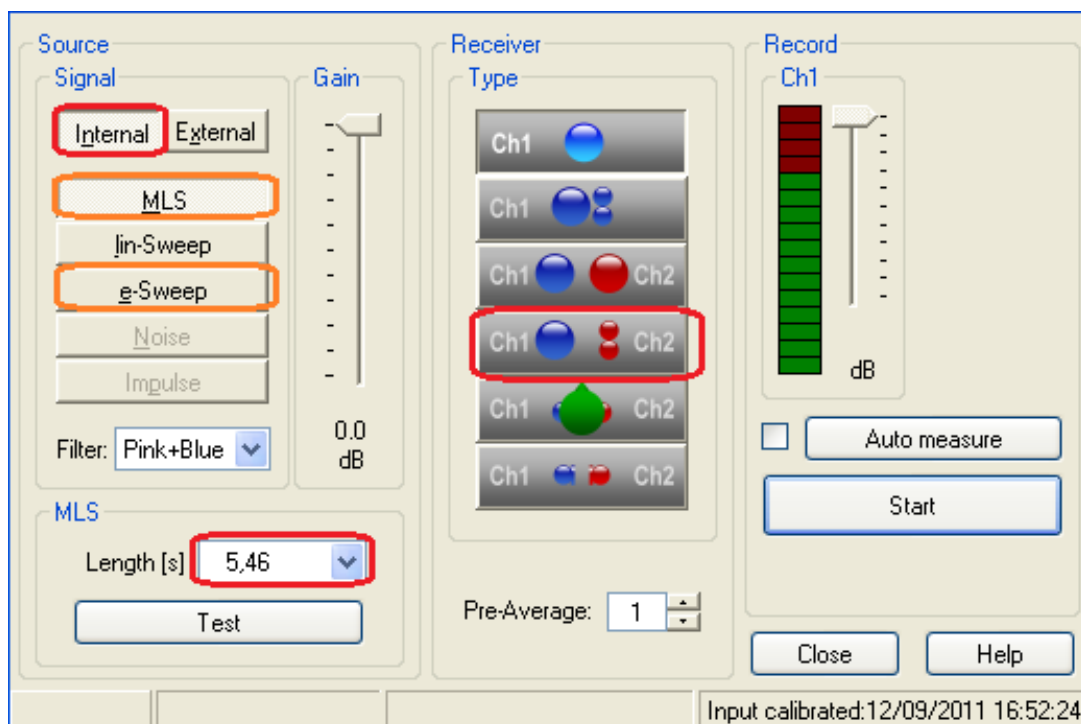 Source
Signal
Internal
External
MLS
lin-Sweep
e-Sweep
Noise
Impulse
Filter: Pink+Blue
Gain
0.0
dB
MLS
Length [s] 5,46
Test
Receiver
Type
Ch1
Ch1
Ch1 Ch2
Ch1 Ch2
Ch1 Ch2
Ch1 Ch2
Pre-Average: 1
Record
Ch1
dB
Auto measure
Start
Close
Help
Input calibrated:12/09/2011 16:52:24